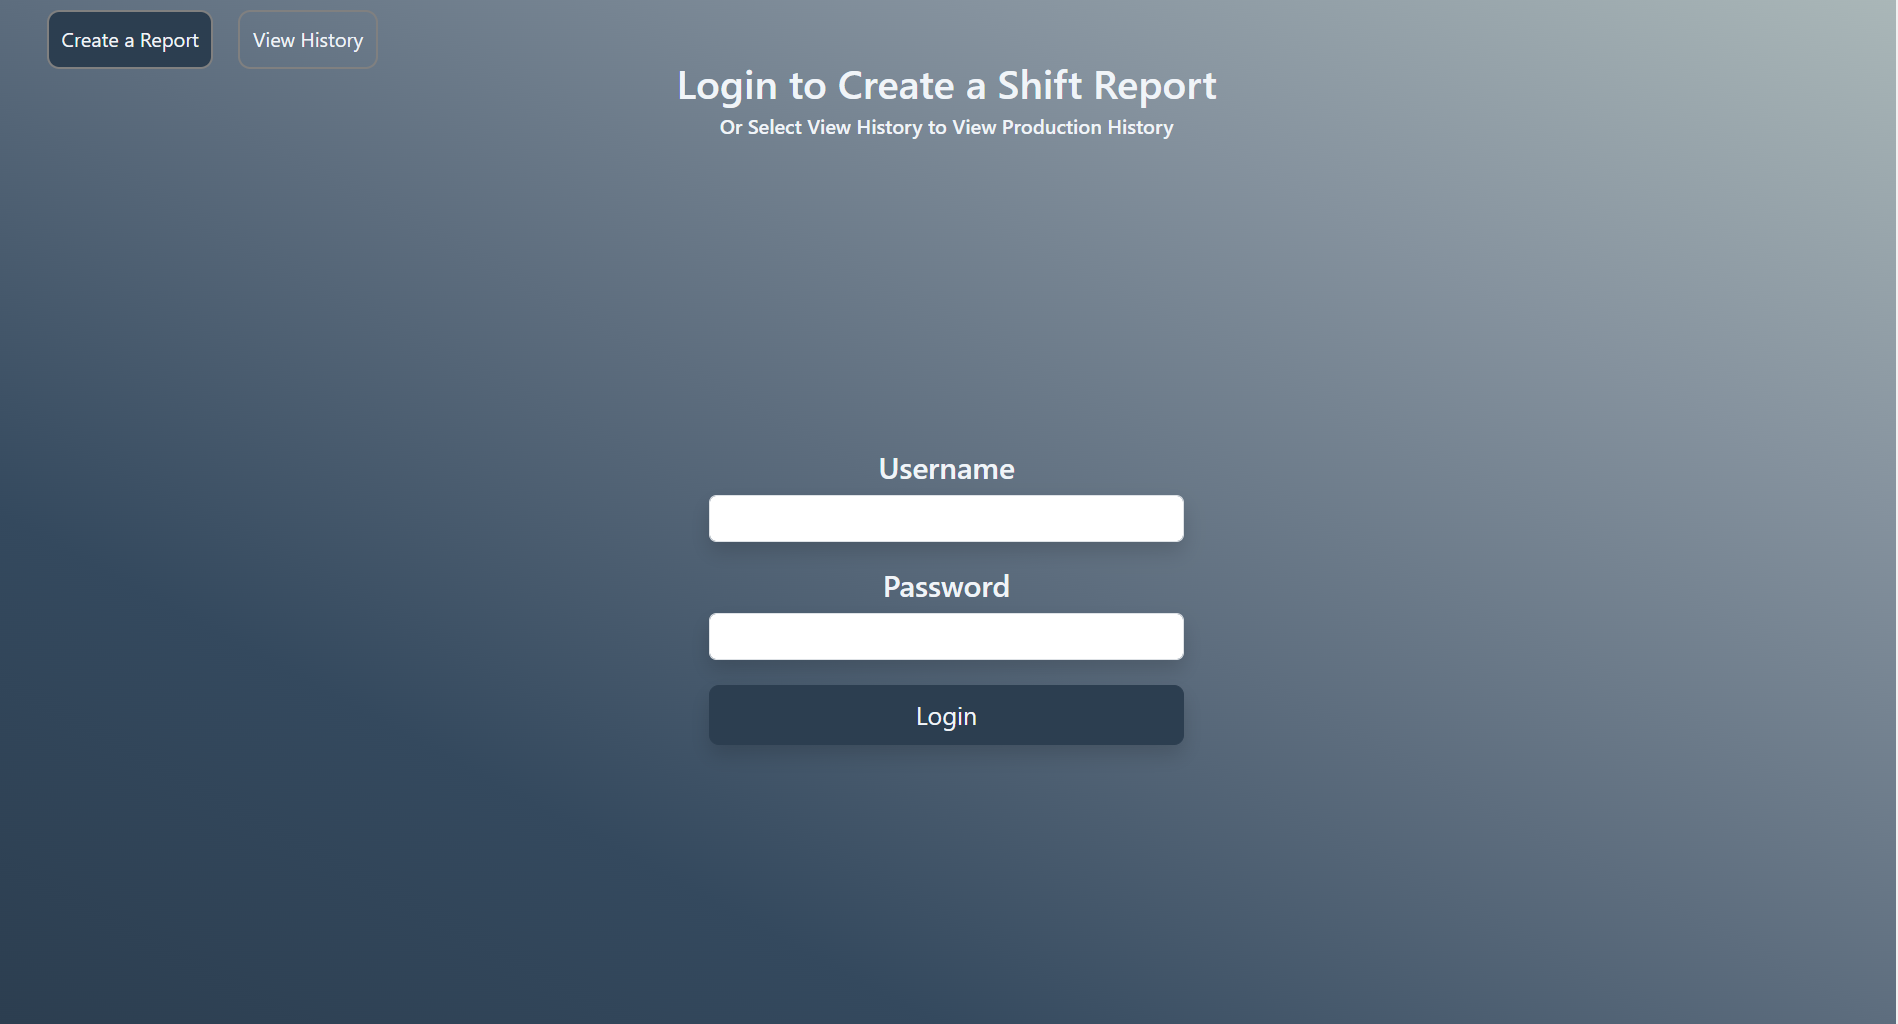 Create a Report
View History
Login to Create a Shift Report
Or Select View History to View Production History
Username
Password
Login